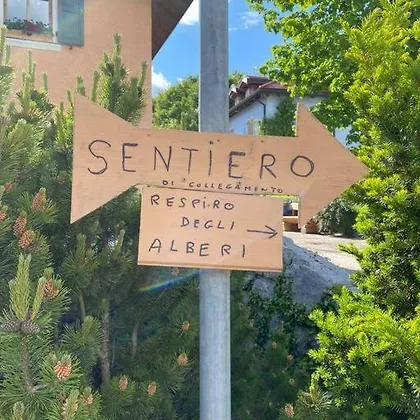 SENTIERO
DI COLLEGAMENTO
RESPIRO
DEGLI →
ALBERI